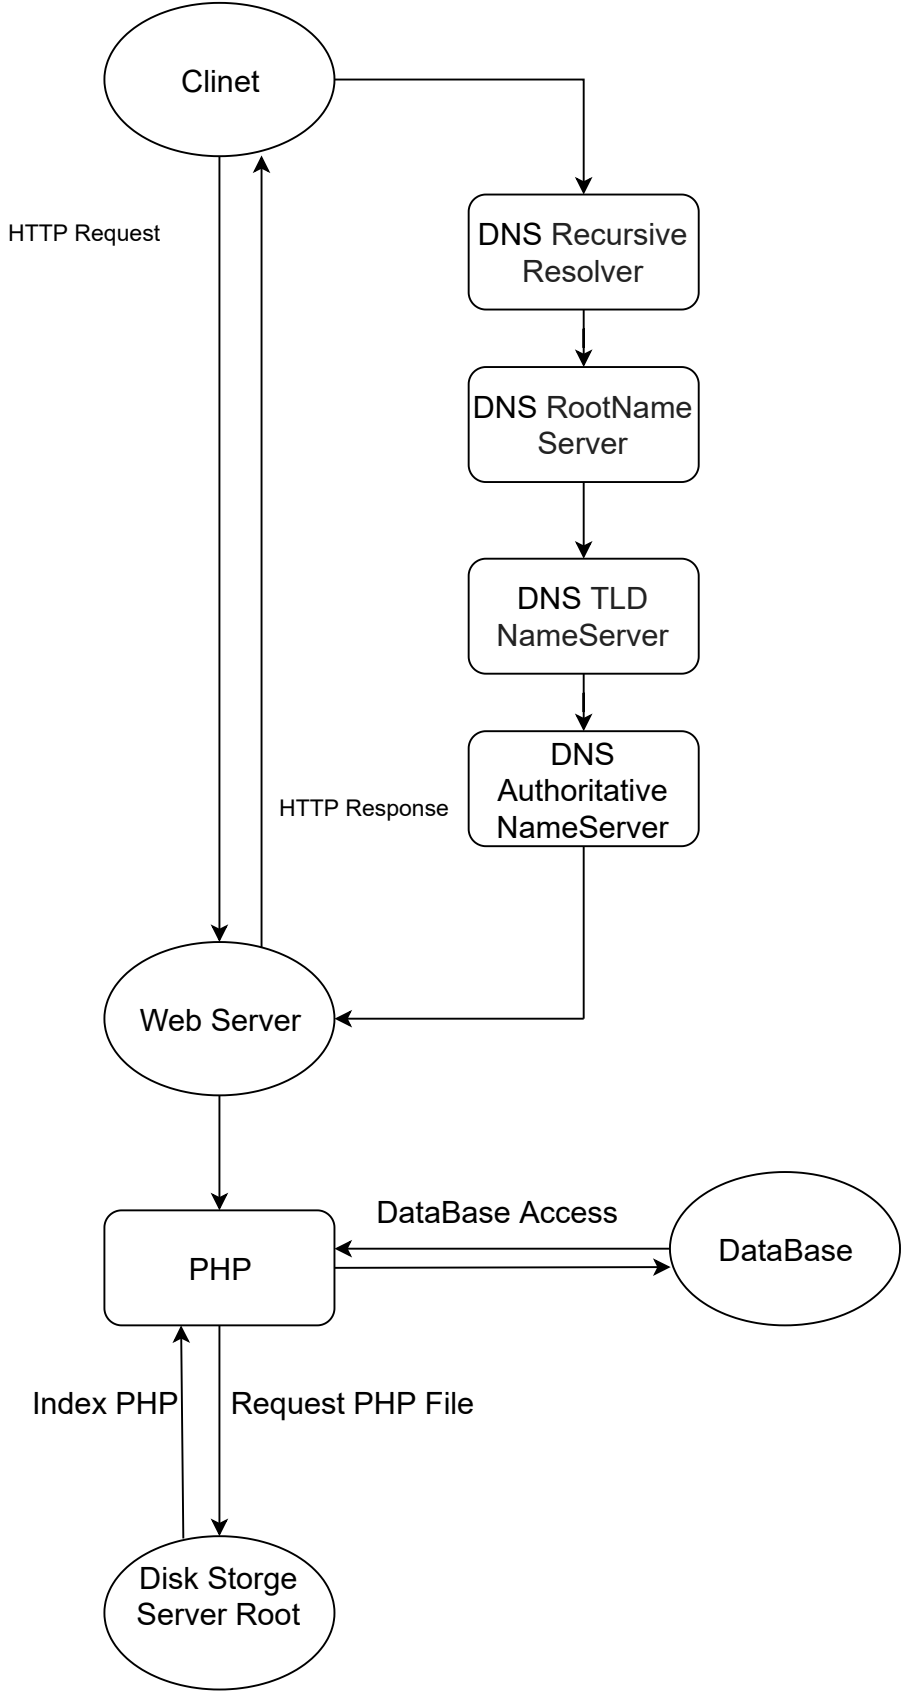 Clinet
HTTP Request
DNS Recursive
Resolver
DNS RootName
Server
DNS TLD
NameServer
DNS
Authoritative
NameServer
HTTP Response
Web Server
DataBase Access
DataBase
PHP
Index PHP
Request PHP File
Disk Storge
Server Root